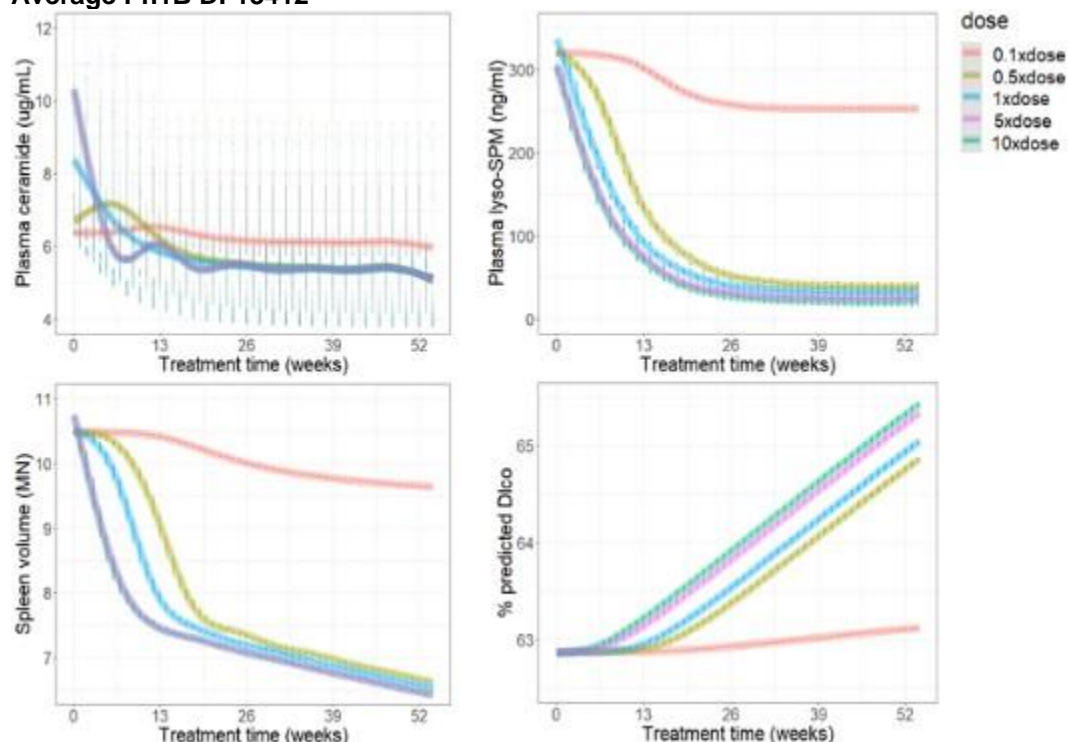 12
10
8
6
4
Plasma ceramide (ug/mL)
0 13 26 39 52
Treatment time (weeks)
300
200
100
0
Plasma lyso-SPM (ng/ml)
0 13 26 39 52
Treatment time (weeks)
dose
0.1xdose
0.5xdose
1xdose
5xdose
10xdose
11
10
9
8
7
Spleen volume (MN)
0 13 26 39 52
Treatment time (weeks)
65
64
63
% predicted Dlco
0 13 26 39 52
Treatment time (weeks)